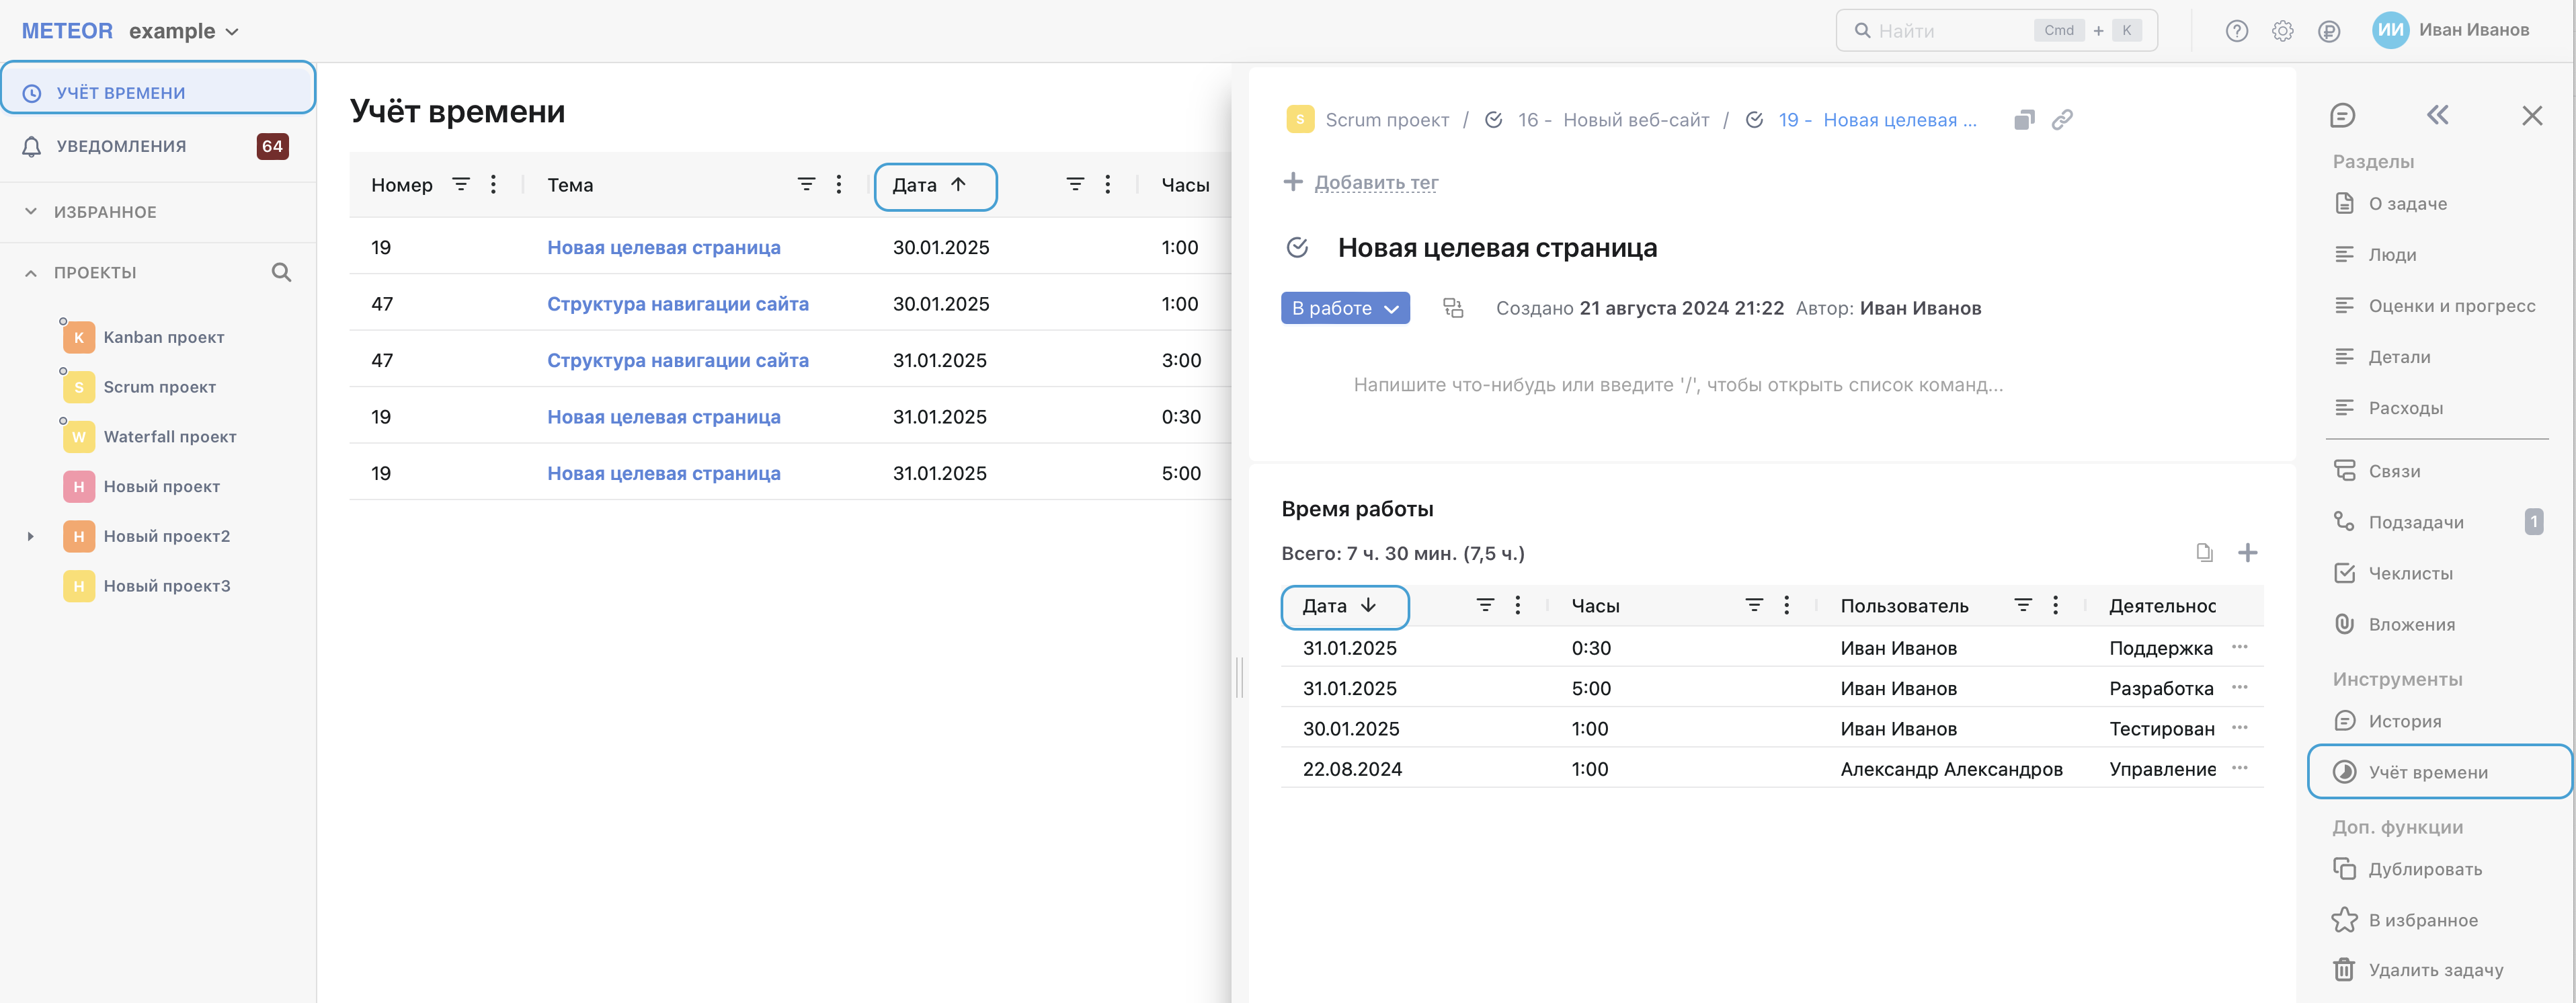 METEOR example
Найти Cmd + K
ИИ Иван Иванов
УЧЁТ ВРЕМЕНИ
УВЕДОМЛЕНИЯ 64
ИЗБРАННОЕ
ПРОЕКТЫ
K Kanban проект
S Scrum проект
W Waterfall проект
Н Новый проект
Н Новый проект2
Н Новый проект3
Учёт времени
Номер Тема Дата Часы
19 Новая целевая страница 30.01.2025 1:00
47 Структура навигации сайта 30.01.2025 1:00
47 Структура навигации сайта 31.01.2025 3:00
19 Новая целевая страница 31.01.2025 0:30
19 Новая целевая страница 31.01.2025 5:00
S Scrum проект / 16 - Новый веб-сайт / 19 - Новая целевая ...
Добавить тег
Новая целевая страница
В работе Создано 21 августа 2024 21:22 Автор: Иван Иванов
Напишите что-нибудь или введите '/', чтобы открыть список команд...
Время работы
Всего: 7 ч. 30 мин. (7,5 ч.)
Дата Часы Пользователь Деятельнос
31.01.2025 0:30 Иван Иванов Поддержка
31.01.2025 5:00 Иван Иванов Разработка
30.01.2025 1:00 Иван Иванов Тестирован
22.08.2024 1:00 Александр Александров Управление
Разделы
О задаче
Люди
Оценки и прогресс
Детали
Расходы
Связи
Подзадачи 1
Чеклисты
Вложения
Инструменты
История
Учёт времени
Доп. функции
Дублировать
В избранное
Удалить задачу